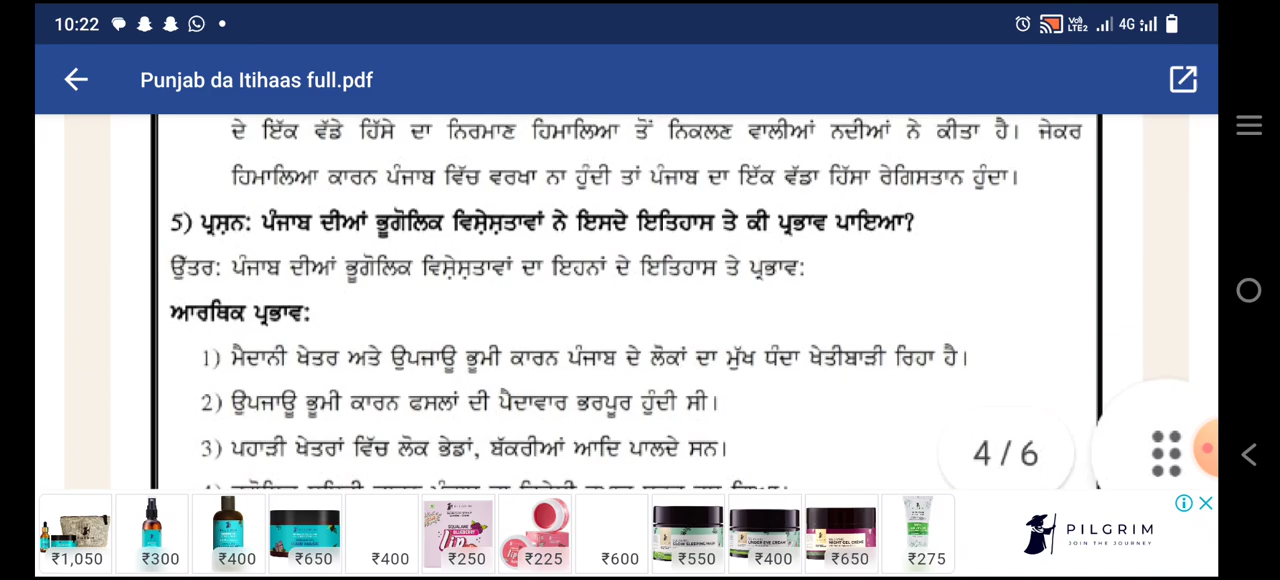 10:22
Vo) LTE2 4G
Punjab da Itihaas full.pdf
ਦੇ ਇੱਕ ਵੱਡੇ ਹਿੱਸੇ ਦਾ ਨਿਰਮਾਣ ਹਿਮਾਲਿਆ ਤੋਂ ਨਿਕਲਣ ਵਾਲੀਆਂ ਨਦੀਆਂ ਨੇ ਕੀਤਾ ਹੈ। ਜੇਕਰ
ਹਿਮਾਲਿਆ ਕਾਰਨ ਪੰਜਾਬ ਵਿੱਚ ਵਰਖਾ ਨਾ ਹੁੰਦੀ ਤਾਂ ਪੰਜਾਬ ਦਾ ਇੱਕ ਵੱਡਾ ਹਿੱਸਾ ਰੇਗਿਸਤਾਨ ਹੁੰਦਾ।
5) ਪ੍ਰਸ਼ਨ: ਪੰਜਾਬ ਦੀਆਂ ਭੂਗੋਲਿਕ ਵਿਸ਼ੇਸ਼ਤਾਵਾਂ ਨੇ ਇਸਦੇ ਇਤਿਹਾਸ ਤੇ ਕੀ ਪ੍ਰਭਾਵ ਪਾਇਆ?
ਉੱਤਰ: ਪੰਜਾਬ ਦੀਆਂ ਭੂਗੋਲਿਕ ਵਿਸ਼ੇਸ਼ਤਾਵਾਂ ਦਾ ਇਹਨਾਂ ਦੇ ਇਤਿਹਾਸ ਤੇ ਪ੍ਰਭਾਵ:
ਆਰਥਿਕ ਪ੍ਰਭਾਵ:
1) ਮੈਦਾਨੀ ਖੇਤਰ ਅਤੇ ਉਪਜਾਊ ਭੂਮੀ ਕਾਰਨ ਪੰਜਾਬ ਦੇ ਲੋਕਾਂ ਦਾ ਮੁੱਖ ਧੰਦਾ ਖੇਤੀਬਾੜੀ ਰਿਹਾ ਹੈ।
2) ਉਪਜਾਊ ਭੂਮੀ ਕਾਰਨ ਫਸਲਾਂ ਦੀ ਪੈਦਾਵਾਰ ਭਰਪੂਰ ਹੁੰਦੀ ਸੀ।
3) ਪਹਾੜੀ ਖੇਤਰਾਂ ਵਿੱਚ ਲੋਕ ਭੇਡਾਂ, ਬੱਕਰੀਆਂ ਆਦਿ ਪਾਲਦੇ ਸਨ।
4 / 6
₹1,050 ₹300 ₹400 ₹650 ₹400 ₹250 ₹225 ₹600 ₹550 ₹400 ₹650 ₹275
PILGRIM
JOIN THE JOURNEY